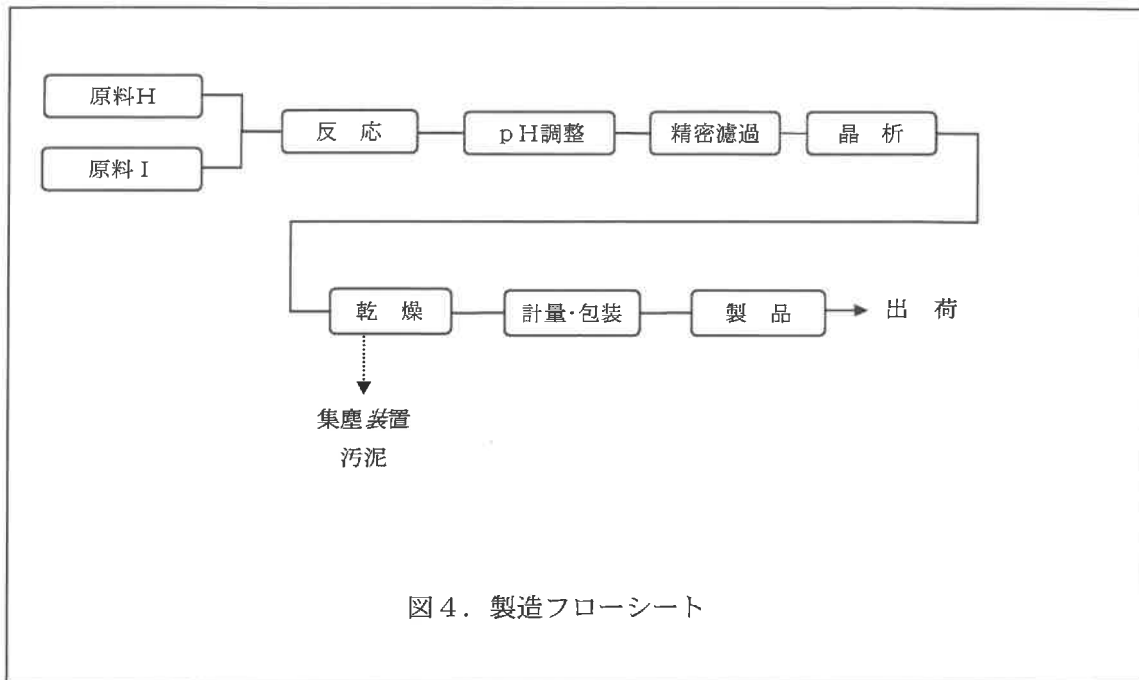 原料H
原料I
反 応
pH調整
精密濾過
晶 析
乾 燥
計量・包装
製 品
出 荷
集塵装置
汚泥
図4. 製造フローシート